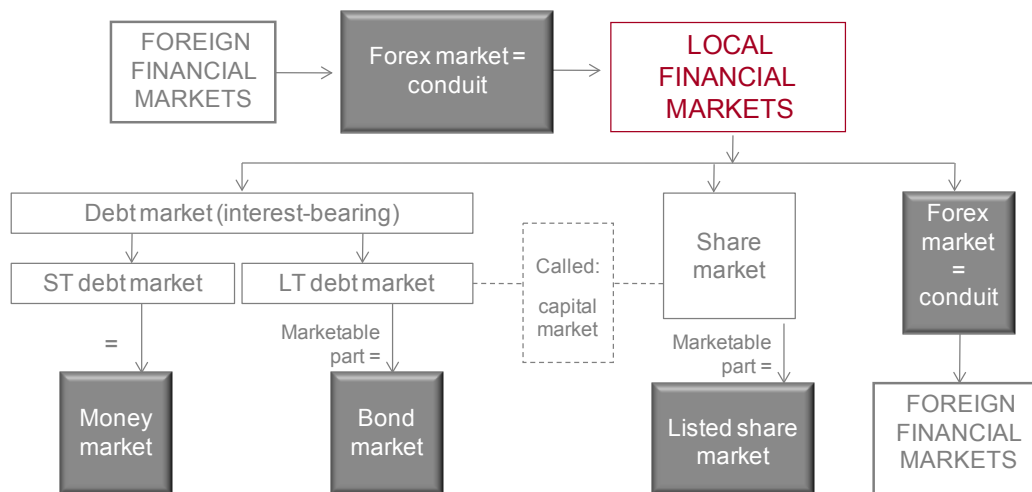 FOREIGN
FINANCIAL
MARKETS
Forex market =
conduit
LOCAL
FINANCIAL
MARKETS
Debt market (interest-bearing)
ST debt market
LT debt market
Called:
capital
market
Share
market
Forex
market
=
conduit
=
Marketable
part =
Marketable
part =
Money
market
Bond
market
Listed share
market
FOREIGN
FINANCIAL
MARKETS